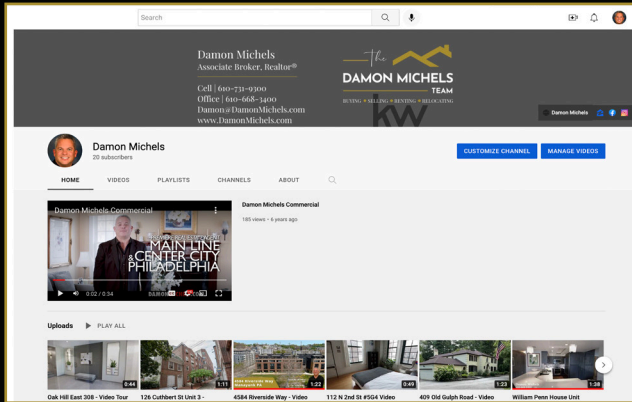 Search
Damon Michels
Associate Broker, Realtor®
Cell | 610-731-9300
Office | 610-668-3400
Damon@DamonMichels.com
www.DamonMichels.com
The
DAMON MICHELS
TEAM
BUYING • SELLING • RENTING • RELOCATING
kw
Damon Michels
Damon Michels
20 subscribers
CUSTOMIZE CHANNEL
MANAGE VIDEOS
HOME
VIDEOS
PLAYLISTS
CHANNELS
ABOUT
Damon Michels Commercial
MAIN LINE
& CENTER CITY
PHILADELPHIA
0:02 / 0:34
Damon Michels Commercial
185 views • 6 years ago
Uploads
PLAY ALL
0:44
1:11
4584 Riverside Way
Manayunk PA
1:22
0:49
1:23
1:38
Oak Hill East 308 - Video Tour
126 Cuthbert St Unit 3 -
4584 Riverside Way - Video
112 N 2nd St #5G4 Video
409 Old Gulph Road - Video
William Penn House Unit